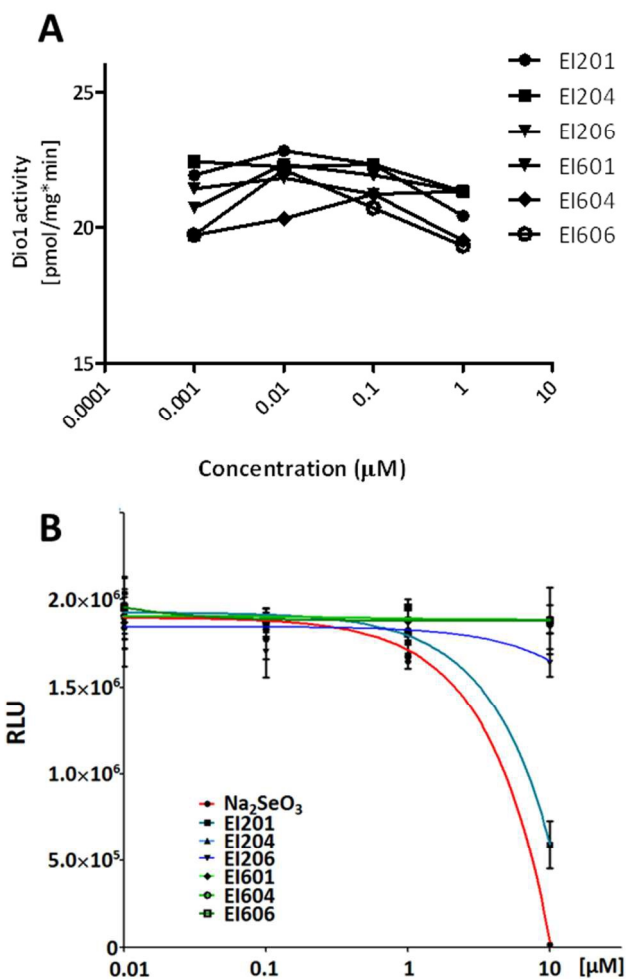 A
25
20
15
Dio1 activity
[pmol/mg*min]
0.0001
0.001
0.01
0.1
1
10
Concentration (µM)
EI201
EI204
EI206
EI601
EI604
EI606
B
2.0×10⁶
1.5×10⁶
1.0×10⁶
5.0×10⁵
0
RLU
Na₂SeO₃
EI201
EI204
EI206
EI601
EI604
EI606
0.01
0.1
1
10
[µM]